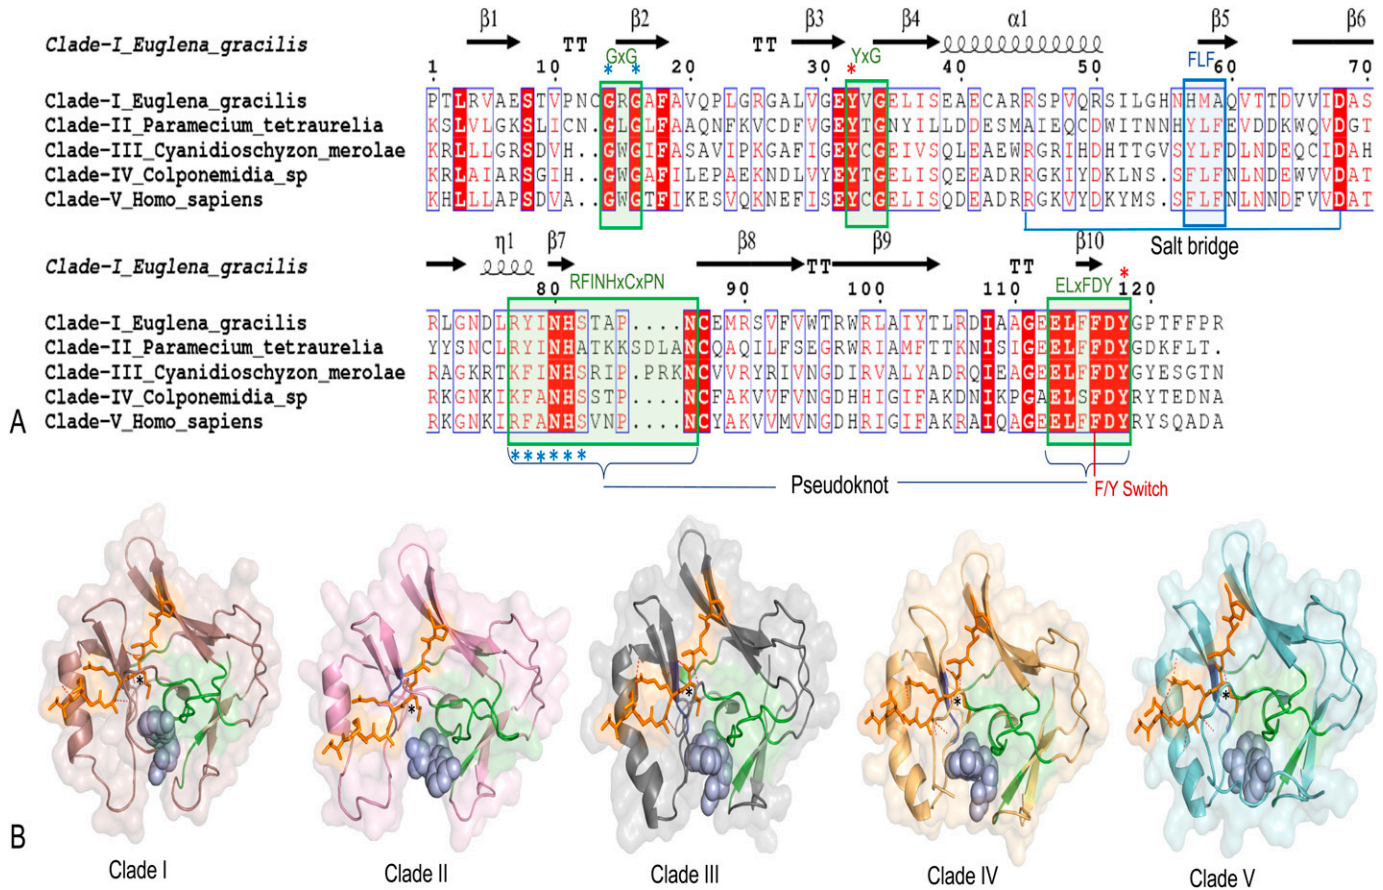 β1 β2 β3 β4 α1 β5 β6
Clade-I_Euglena_gracilis TT TT
GxG YxG FLF
* * *
1 10 20 30 40 50 60 70
Clade-I_Euglena_gracilis PTLRVAESTVPNCGRGAFAVQPLGRGALVGEYVGELISEAECARRSPVQRSILGHNHMAQVTTDVVIDAS
Clade-II_Paramecium_tetraurelia KSLVLGKSLICN.GLGLFAAQNFKVCDFVGEYTGNYILLDDESMAIEQCDWITNNHYLFEVDDKWQVDGT
Clade-III_Cyanidioschyzon_merolae KRLLLGRSDVH..GWGIFASAVIPKGAFIGEYCGEIVSQLEAEWRGRIHDHTTGVSYLFDLNDEQCIDAH
Clade-IV_Colponemidia_sp KRLAIARSGIH..GWGAFILEPAEKNDLVYEYTGELISQEEADRRGKIYDKLNS.SFLFNLNDEWVVDAT
Clade-V_Homo_sapiens KHLLLAPSDVA..GWGTFIKESVQKNEFISEYCGELISQDEADRRGKVYDKYMS.SFLFNLNNDFVVDAT
Salt bridge
η1 β7 β8 β9 β10
Clade-I_Euglena_gracilis TT TT
RFINHxCxPN ELxFDY *
80 90 100 110 120
Clade-I_Euglena_gracilis RLGNDLRYINHSTAP....NCEMRSVFVWTRWRLAIYTLRDIAAGEELFFDYGPTFFPR
Clade-II_Paramecium_tetraurelia YYSNCLRYINHATKKSDLANCQAQILFSEGRWRIAMFTTKNISIGEELFFDYGDKFLT.
Clade-III_Cyanidioschyzon_merolae RAGKRTKFINHSRIP.PRKNCVVRYRIVNGDIRVALYADRQIEAGEELFFDYGYESGTN
Clade-IV_Colponemidia_sp RKGNKIKFANHSSTP....NCFAKVVFVNGDHHIGIFAKDNIKPGAELSFDYRYTEDNA
Clade-V_Homo_sapiens RKGNKIRFANHSVNP....NCYAKVVMVNGDHRIGIFAKRAIQAGEELFFDYRYSQADA
A
* * * * * *
Pseudoknot
F/Y Switch
* * * * *
B
Clade I Clade II Clade III Clade IV Clade V